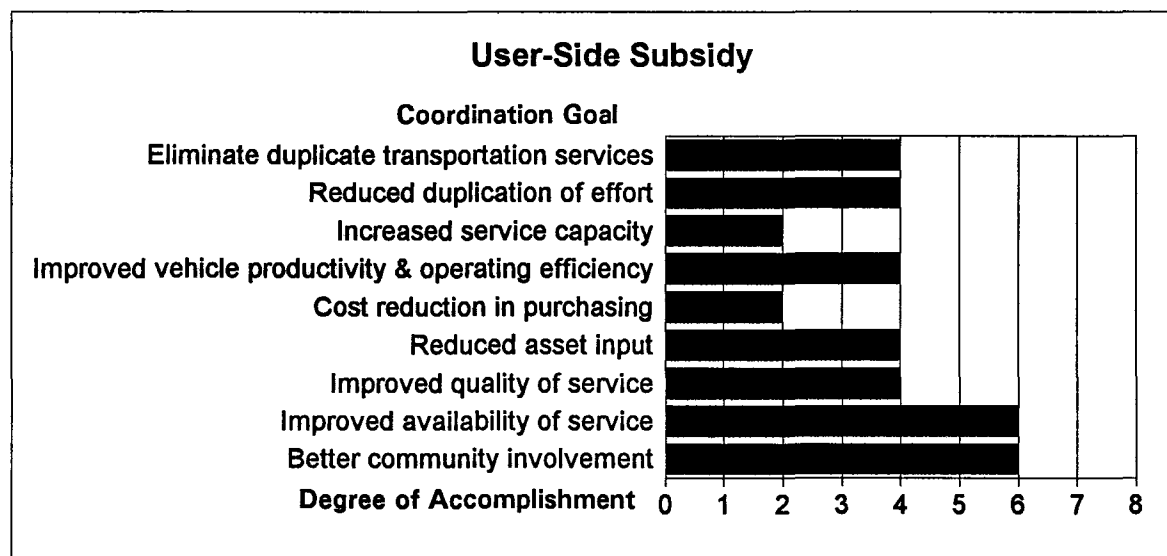 User-Side Subsidy
Coordination Goal
Eliminate duplicate transportation services
Reduced duplication of effort
Increased service capacity
Improved vehicle productivity & operating efficiency
Cost reduction in purchasing
Reduced asset input
Improved quality of service
Improved availability of service
Better community involvement
Degree of Accomplishment 0 1 2 3 4 5 6 7 8